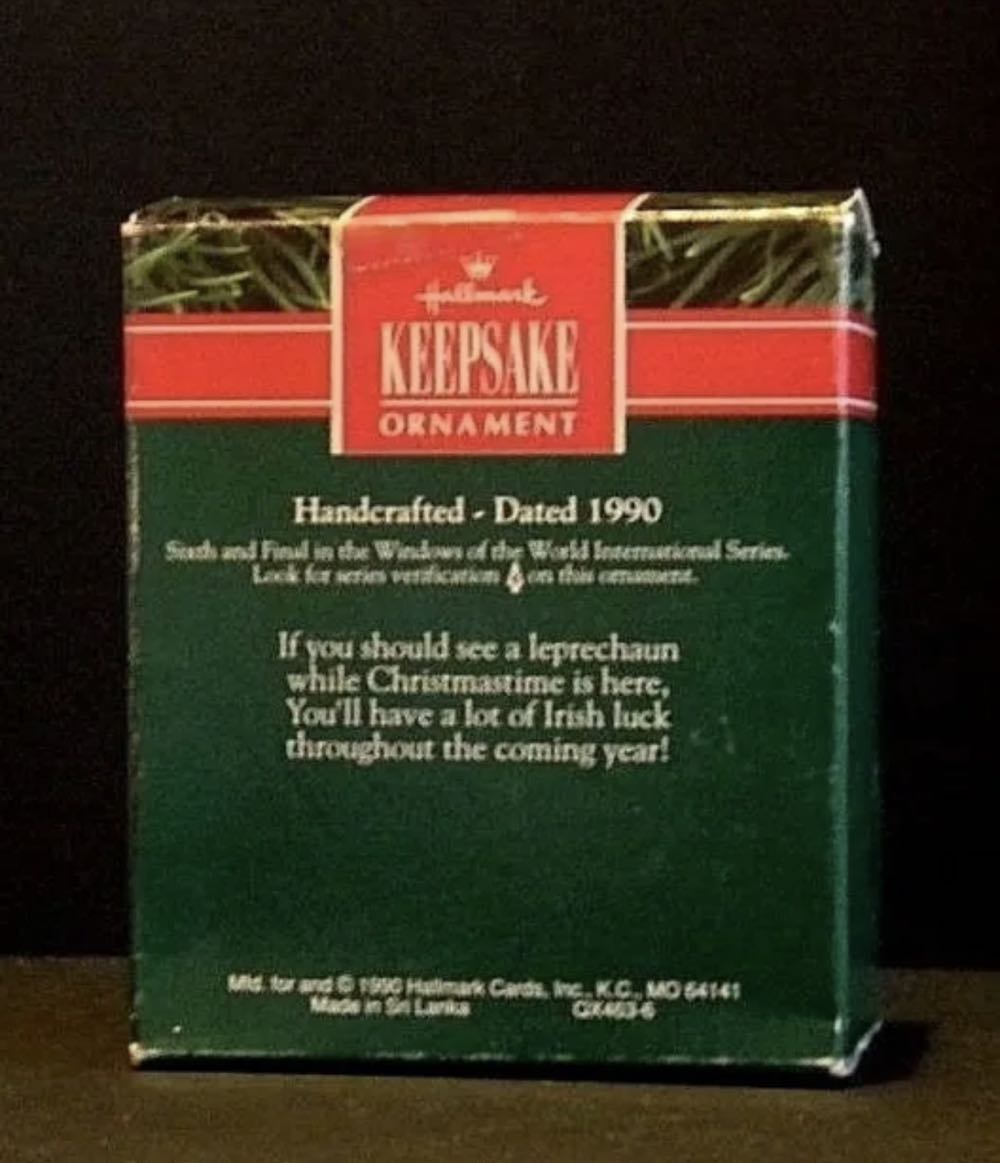 Hallmark
KEEPSAKE
ORNAMENT
Handcrafted - Dated 1990
Sixth and Final in the Windows of the World International Series.
Look for series verification 6 on this ornament.
If you should see a leprechaun
while Christmastime is here,
You'll have a lot of Irish luck
throughout the coming year!
Mfd. for and © 1990 Hallmark Cards, Inc., K.C., MO 64141
Made in Sri Lanka QX463-6